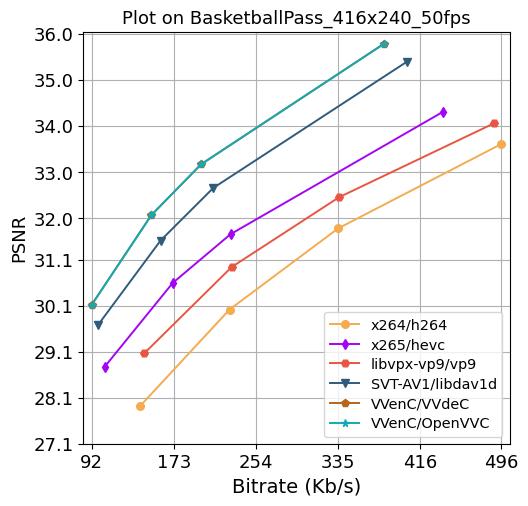 Plot on BasketballPass_416x240_50fps
36.0
35.0
34.0
33.0
32.0
31.1
30.1
29.1
28.1
27.1
PSNR
x264/h264
x265/hevc
libvpx-vp9/vp9
SVT-AV1/libdav1d
VVenC/VVdeC
VVenC/OpenVVC
92 173 254 335 416 496
Bitrate (Kb/s)